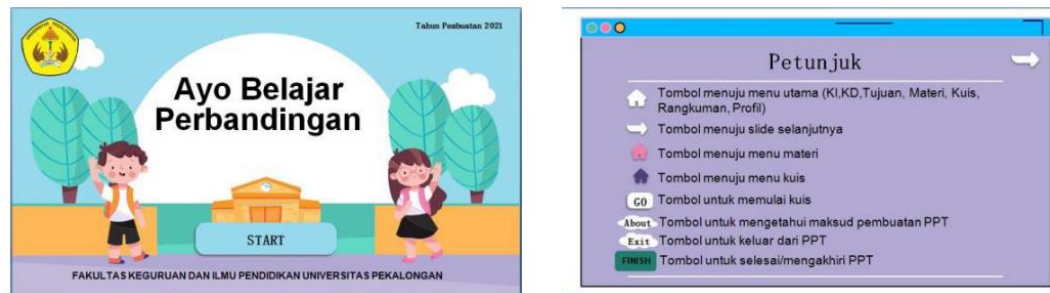 Tahun Pembuatan 2021
Ayo Belajar
Perbandingan
START
FAKULTAS KEGURUAN DAN ILMU PENDIDIKAN UNIVERSITAS PEKALONGAN
Petunjuk
Tombol menuju menu utama (KI,KD,Tujuan, Materi, Kuis,
Rangkuman, Profil)
Tombol menuju slide selanjutnya
Tombol menuju menu materi
Tombol menuju menu kuis
GO Tombol untuk memulai kuis
About Tombol untuk mengetahui maksud pembuatan PPT
Exit Tombol untuk keluar dari PPT
FINISH Tombol untuk selesai/mengakhiri PPT